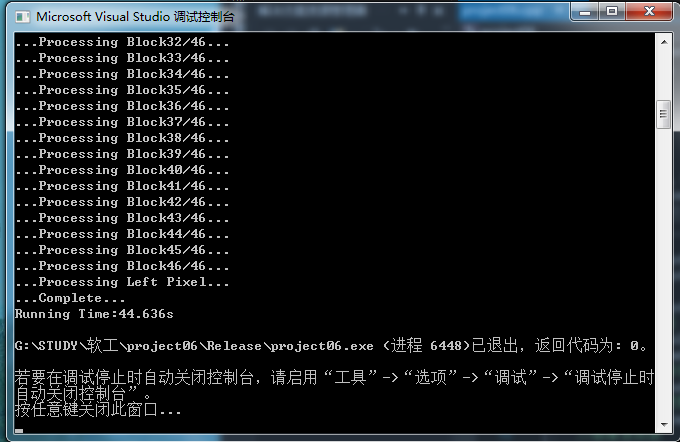 Microsoft Visual Studio 调试控制台
...Processing Block32/46...
...Processing Block33/46...
...Processing Block34/46...
...Processing Block35/46...
...Processing Block36/46...
...Processing Block37/46...
...Processing Block38/46...
...Processing Block39/46...
...Processing Block40/46...
...Processing Block41/46...
...Processing Block42/46...
...Processing Block43/46...
...Processing Block44/46...
...Processing Block45/46...
...Processing Block46/46...
...Processing Left Pixel...
...Complete...
Running Time:44.636s
G:\STUDY\软工\project06\Release\project06.exe (进程 6448)已退出，返回代码为: 0。
若要在调试停止时自动关闭控制台，请启用“工具”->“选项”->“调试”->“调试停止时
自动关闭控制台”。
按任意键关闭此窗口...